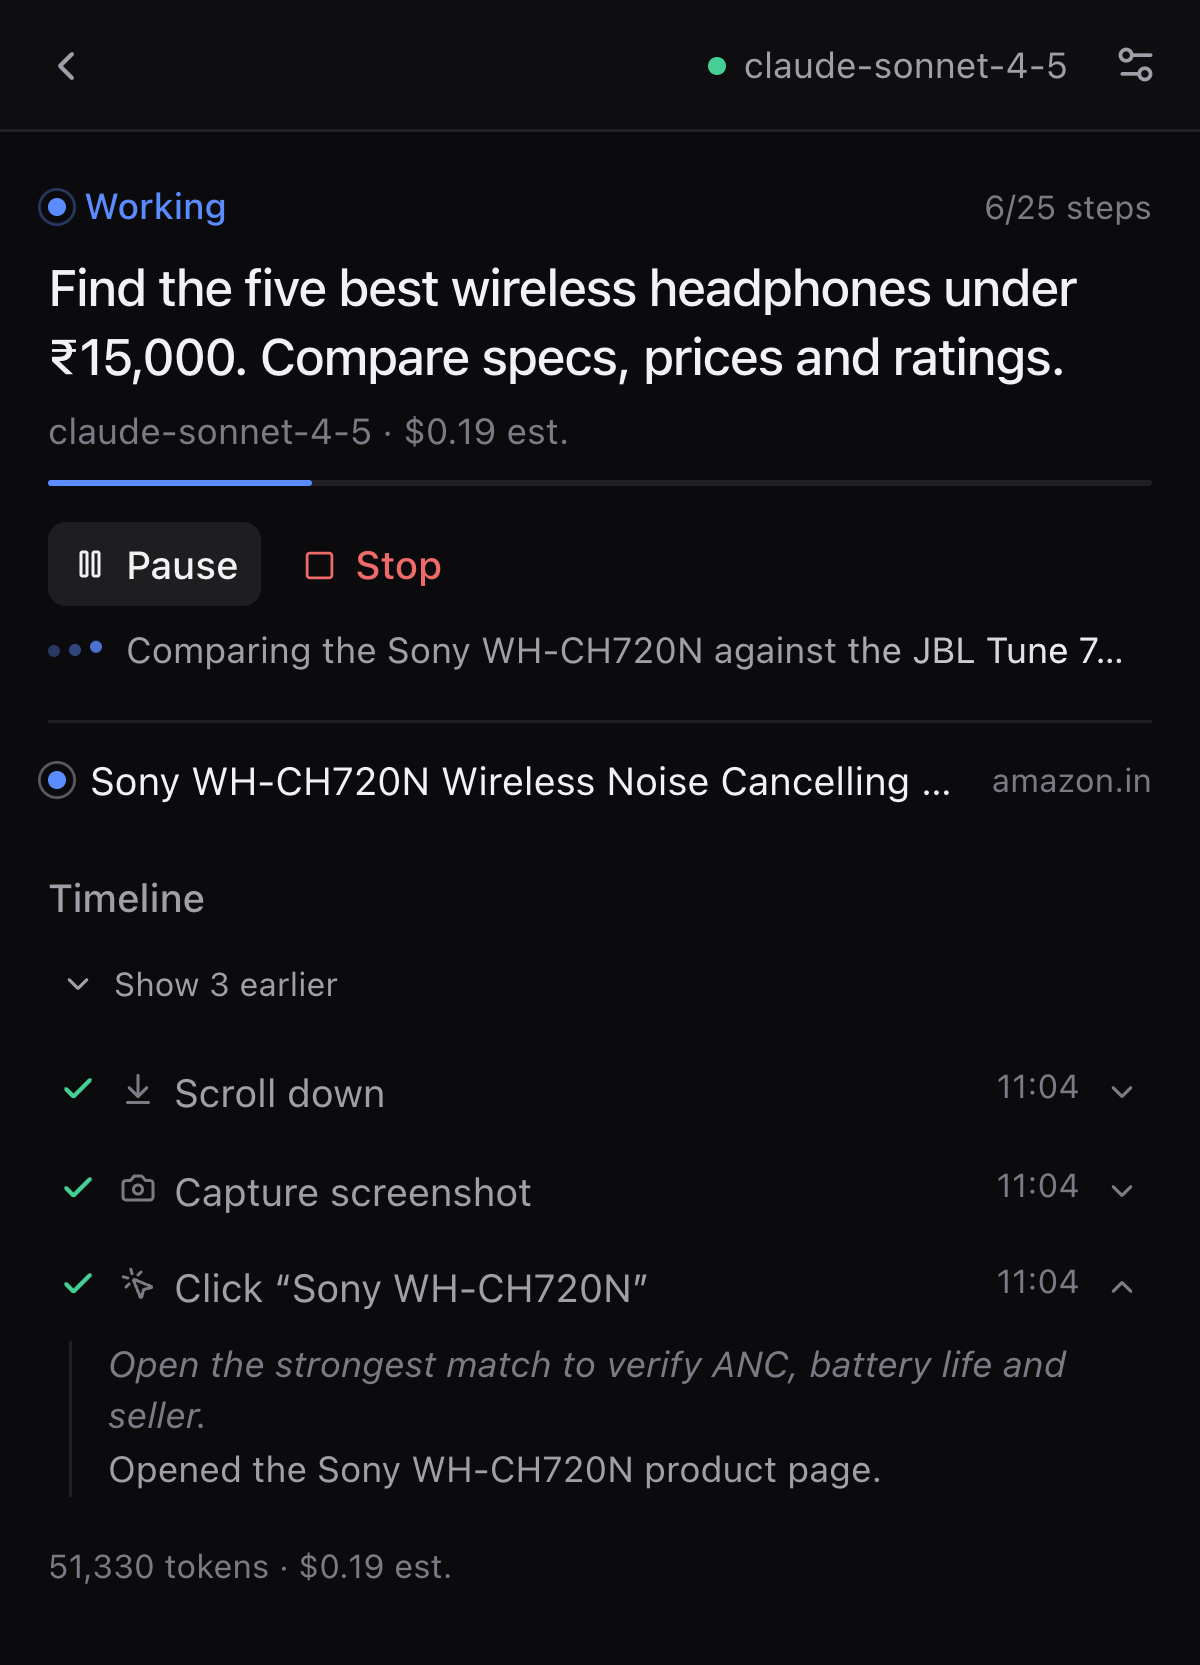 claude-sonnet-4-5
Working
6/25 steps
Find the five best wireless headphones under
₹15,000. Compare specs, prices and ratings.
claude-sonnet-4-5 · $0.19 est.
Pause
Stop
Comparing the Sony WH-CH720N against the JBL Tune 7...
Sony WH-CH720N Wireless Noise Cancelling ...
amazon.in
Timeline
Show 3 earlier
Scroll down
11:04
Capture screenshot
11:04
Click “Sony WH-CH720N”
11:04
Open the strongest match to verify ANC, battery life and
seller.
Opened the Sony WH-CH720N product page.
51,330 tokens · $0.19 est.